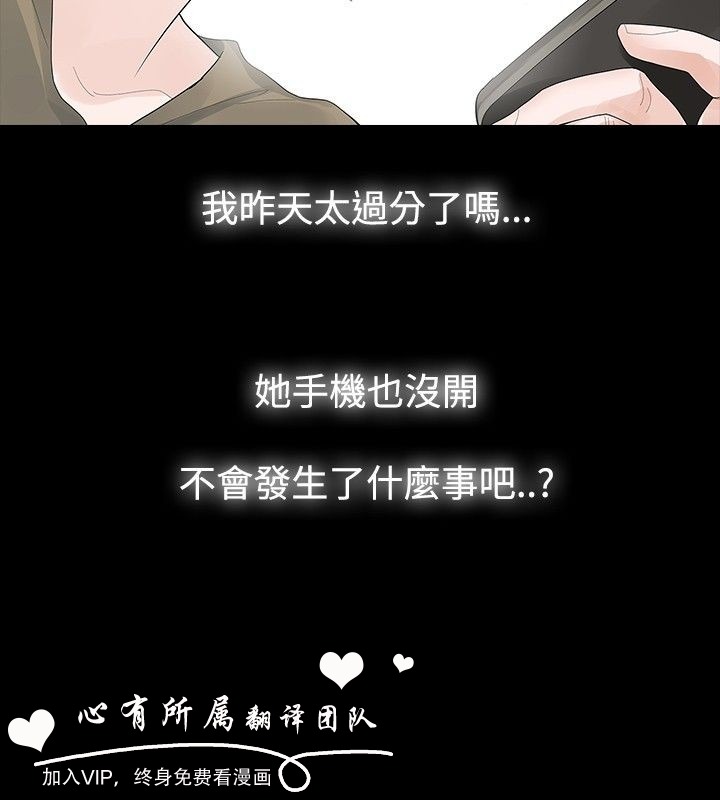 我昨天太過分了嗎...
她手機也沒開
不會發生了什麼事吧..?
心有所属翻译团队
加入VIP，终身免费看漫画